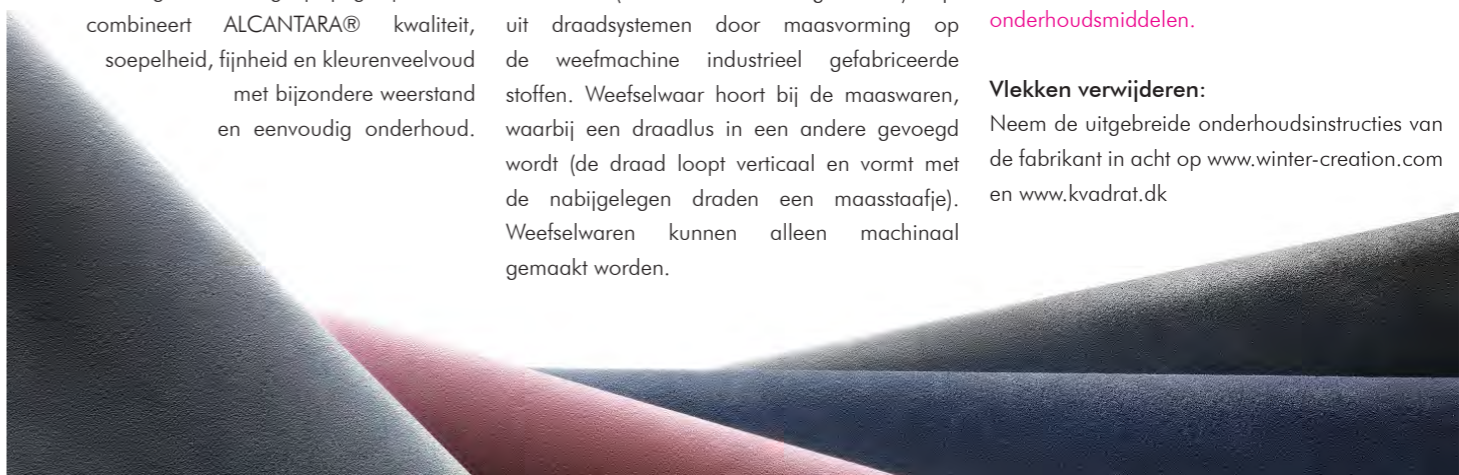 combineert ALCANTARA® kwaliteit,
soepelheid, fijnheid en kleurenveelvoud
met bijzondere weerstand
en eenvoudig onderhoud.
uit draadsystemen door maasvorming op
de weefmachine industrieel gefabriceerde
stoffen. Weefselwaar hoort bij de maaswaren,
waarbij een draadlus in een andere gevoegd
wordt (de draad loopt verticaal en vormt met
de nabijgelegen draden een maasstaafje).
Weefselwaren kunnen alleen machinaal
gemaakt worden.
onderhoudsmiddelen.
Vlekken verwijderen:
Neem de uitgebreide onderhoudsinstructies van
de fabrikant in acht op www.winter-creation.com
en www.kvadrat.dk